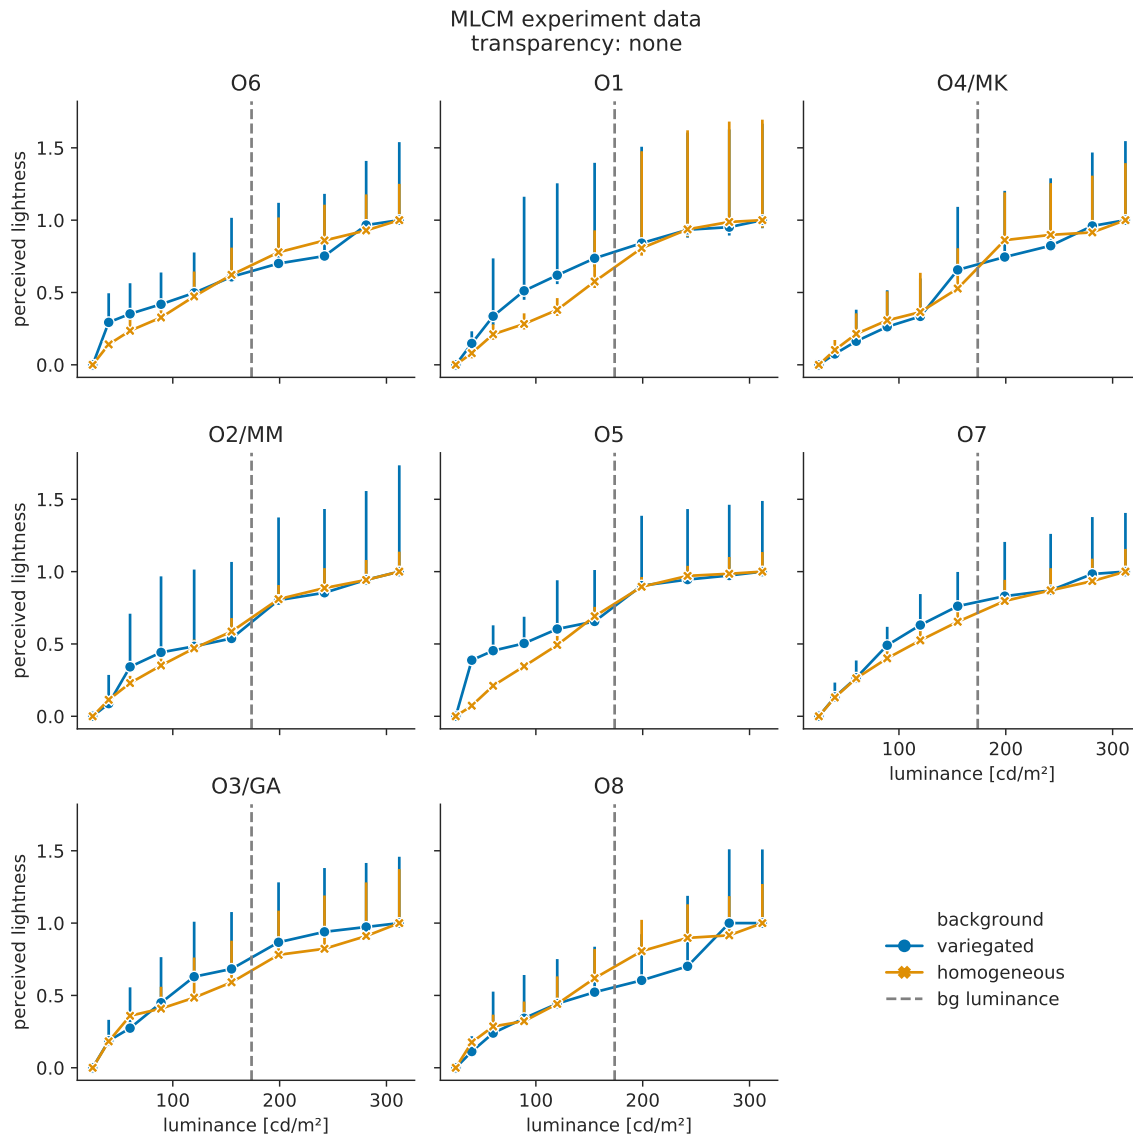 MLCM experiment data
transparency: none
O6
O1
O4/MK
perceived lightness
1.5
1.0
0.5
0.0
O2/MM
O5
O7
perceived lightness
1.5
1.0
0.5
0.0
100
200
300
luminance [cd/m²]
O3/GA
O8
perceived lightness
1.5
1.0
0.5
0.0
background
variegated
homogeneous
bg luminance
100
200
300
luminance [cd/m²]
100
200
300
luminance [cd/m²]